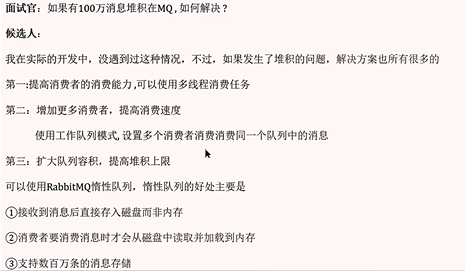 面试官：如果有100万消息堆积在MQ , 如何解决 ?
候选人：
我在实际的开发中，没遇到过这种情况，不过，如果发生了堆积的问题，解决方案也所有很多的
第一:提高消费者的消费能力 ,可以使用多线程消费任务
第二：增加更多消费者，提高消费速度
使用工作队列模式, 设置多个消费者消费消费同一个队列中的消息
第三：扩大队列容积，提高堆积上限
可以使用RabbitMQ惰性队列，惰性队列的好处主要是
①接收到消息后直接存入磁盘而非内存
②消费者要消费消息时才会从磁盘中读取并加载到内存
③支持数百万条的消息存储